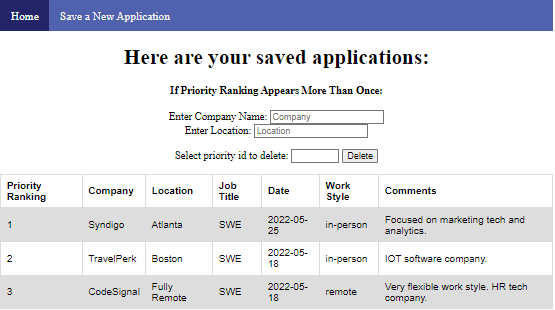 Home Save a New Application
Here are your saved applications:
If Priority Ranking Appears More Than Once:
Enter Company Name: Company
Enter Location: Location
Select priority id to delete: Delete
Priority Ranking Company Location Job Title Date Work Style Comments
1 Syndigo Atlanta SWE 2022-05-25 in-person Focused on marketing tech and analytics.
2 TravelPerk Boston SWE 2022-05-18 in-person IOT software company.
3 CodeSignal Fully Remote SWE 2022-05-18 remote Very flexible work style. HR tech company.